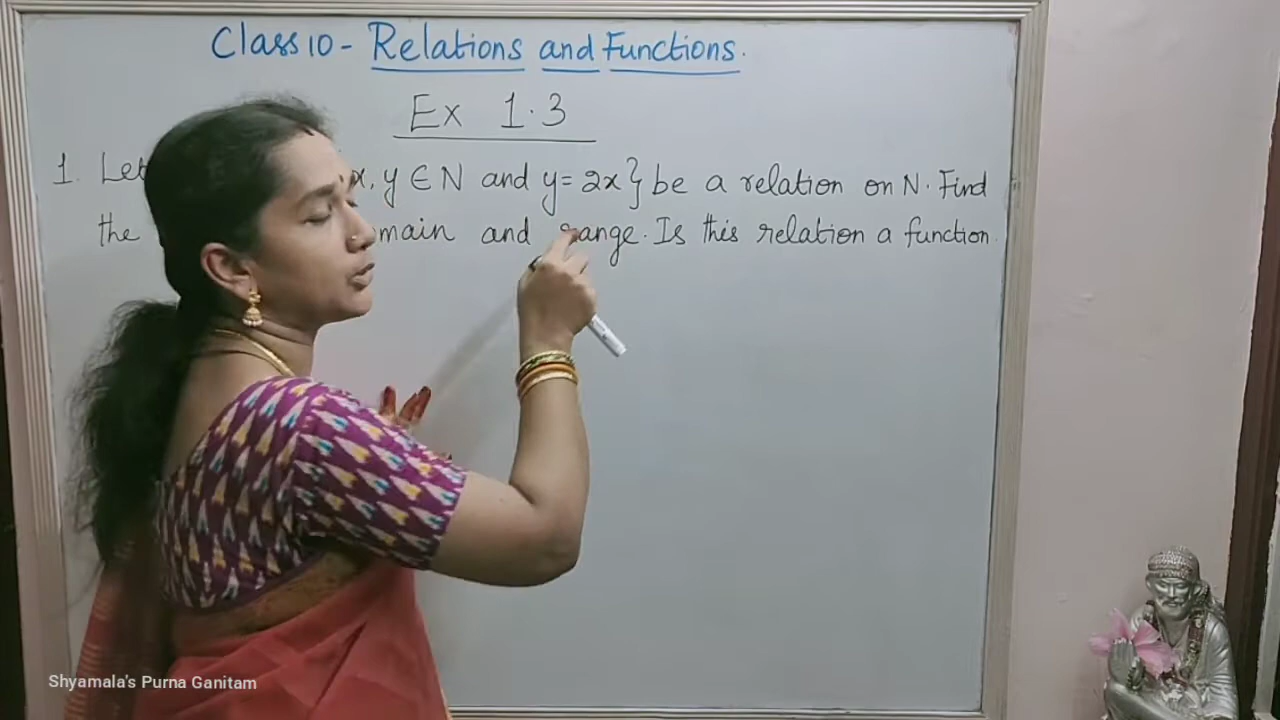 Class 10 - Relations and Functions.
Ex 1.3
1. Let x, y ∈ N and y = 2x} be a relation on N. Find
the main and range. Is this relation a function.
Shyamala's Purna Ganitam